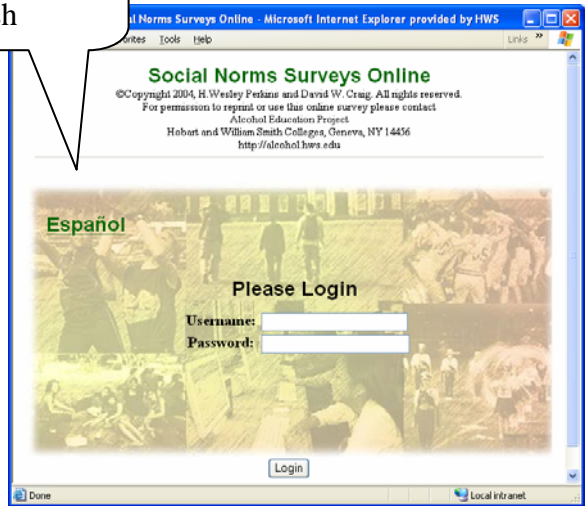 l Norms Surveys Online - Microsoft Internet Explorer provided by HWS
Tools Help
Links »
Social Norms Surveys Online
©Copyright 2004, H.Wesley Perkins and David W. Craig. All rights reserved.
For permission to reprint or use this online survey please contact
Alcohol Education Project
Hobart and William Smith Colleges, Geneva, NY 14456
http://alcohol.hws.edu
Español
Please Login
Username:
Password:
Login
Done
Local intranet